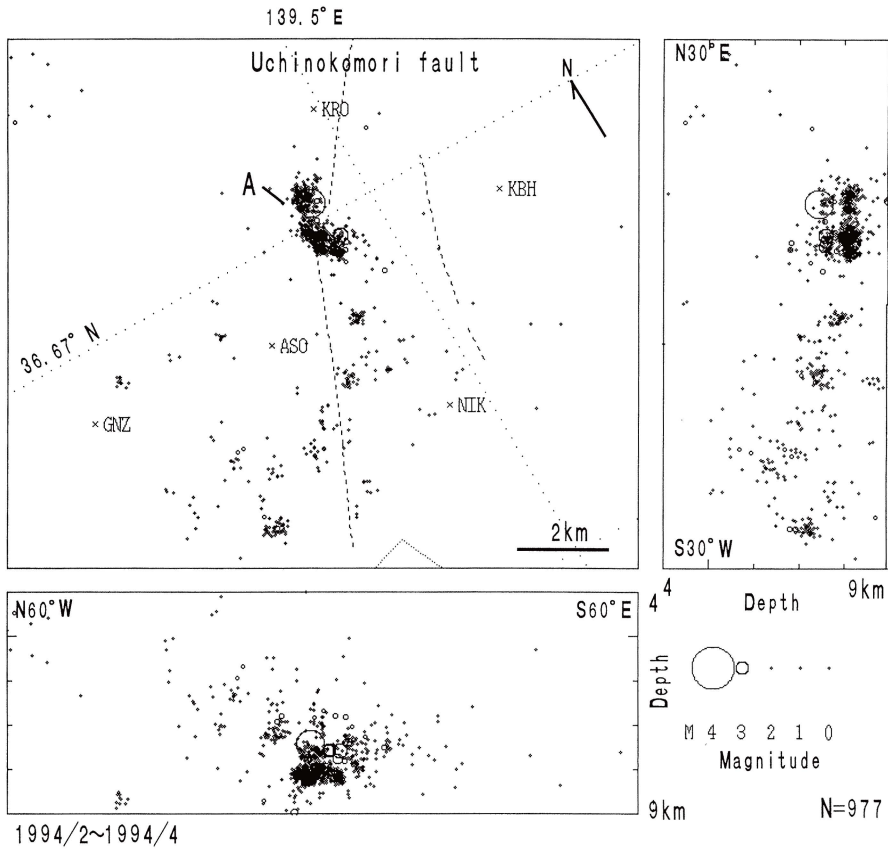 139.5° E
Uchinokomori fault
N
×KRO
A
×KBH
36.67° N
×ASO
×GNZ
×NIK
2km
N30°E
S30°W
4 9km
Depth
N60°W S60°E
4
Depth
9km
M 4 3 2 1 0
Magnitude
N=977
1994/2~1994/4